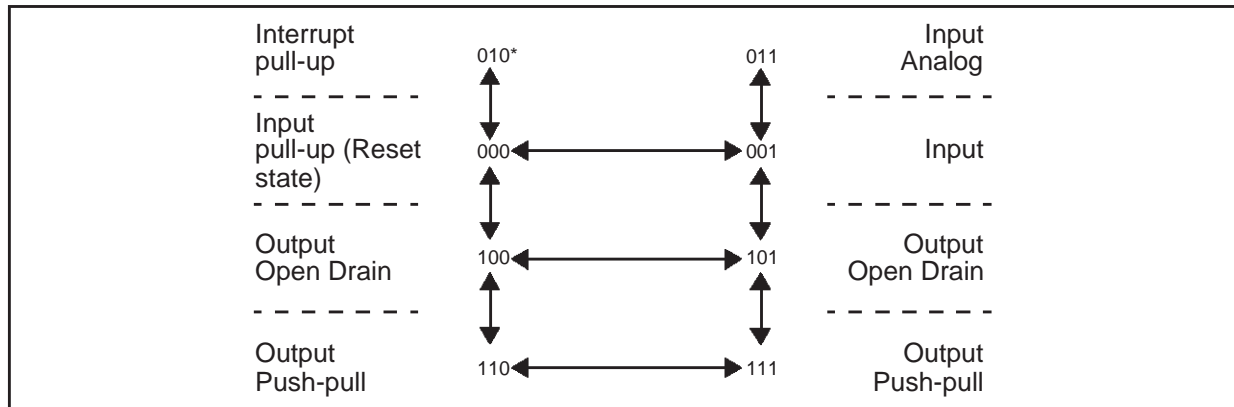 Interrupt
pull-up
010*
011
Input
Analog
Input
pull-up (Reset
state)
000
001
Input
Output
Open Drain
100
101
Output
Open Drain
Output
Push-pull
110
111
Output
Push-pull